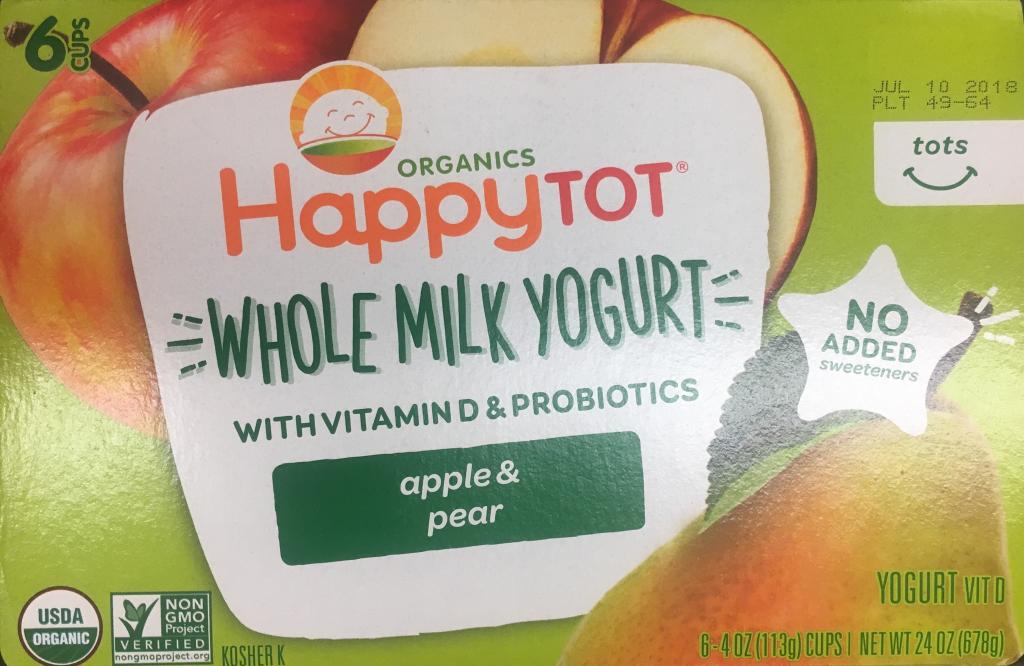 6 CUPS
JUL 10 2018
PLT 49-64
tots
ORGANICS
HappyTOT®
WHOLE MILK YOGURT
WITH VITAMIN D & PROBIOTICS
apple &
pear
NO
ADDED
sweeteners
USDA
ORGANIC
NON
GMO
Project
VERIFIED
nongmoproject.org
KOSHER K
YOGURT VIT D
6-4 OZ (113g) CUPS | NET WT 24 OZ (678g)